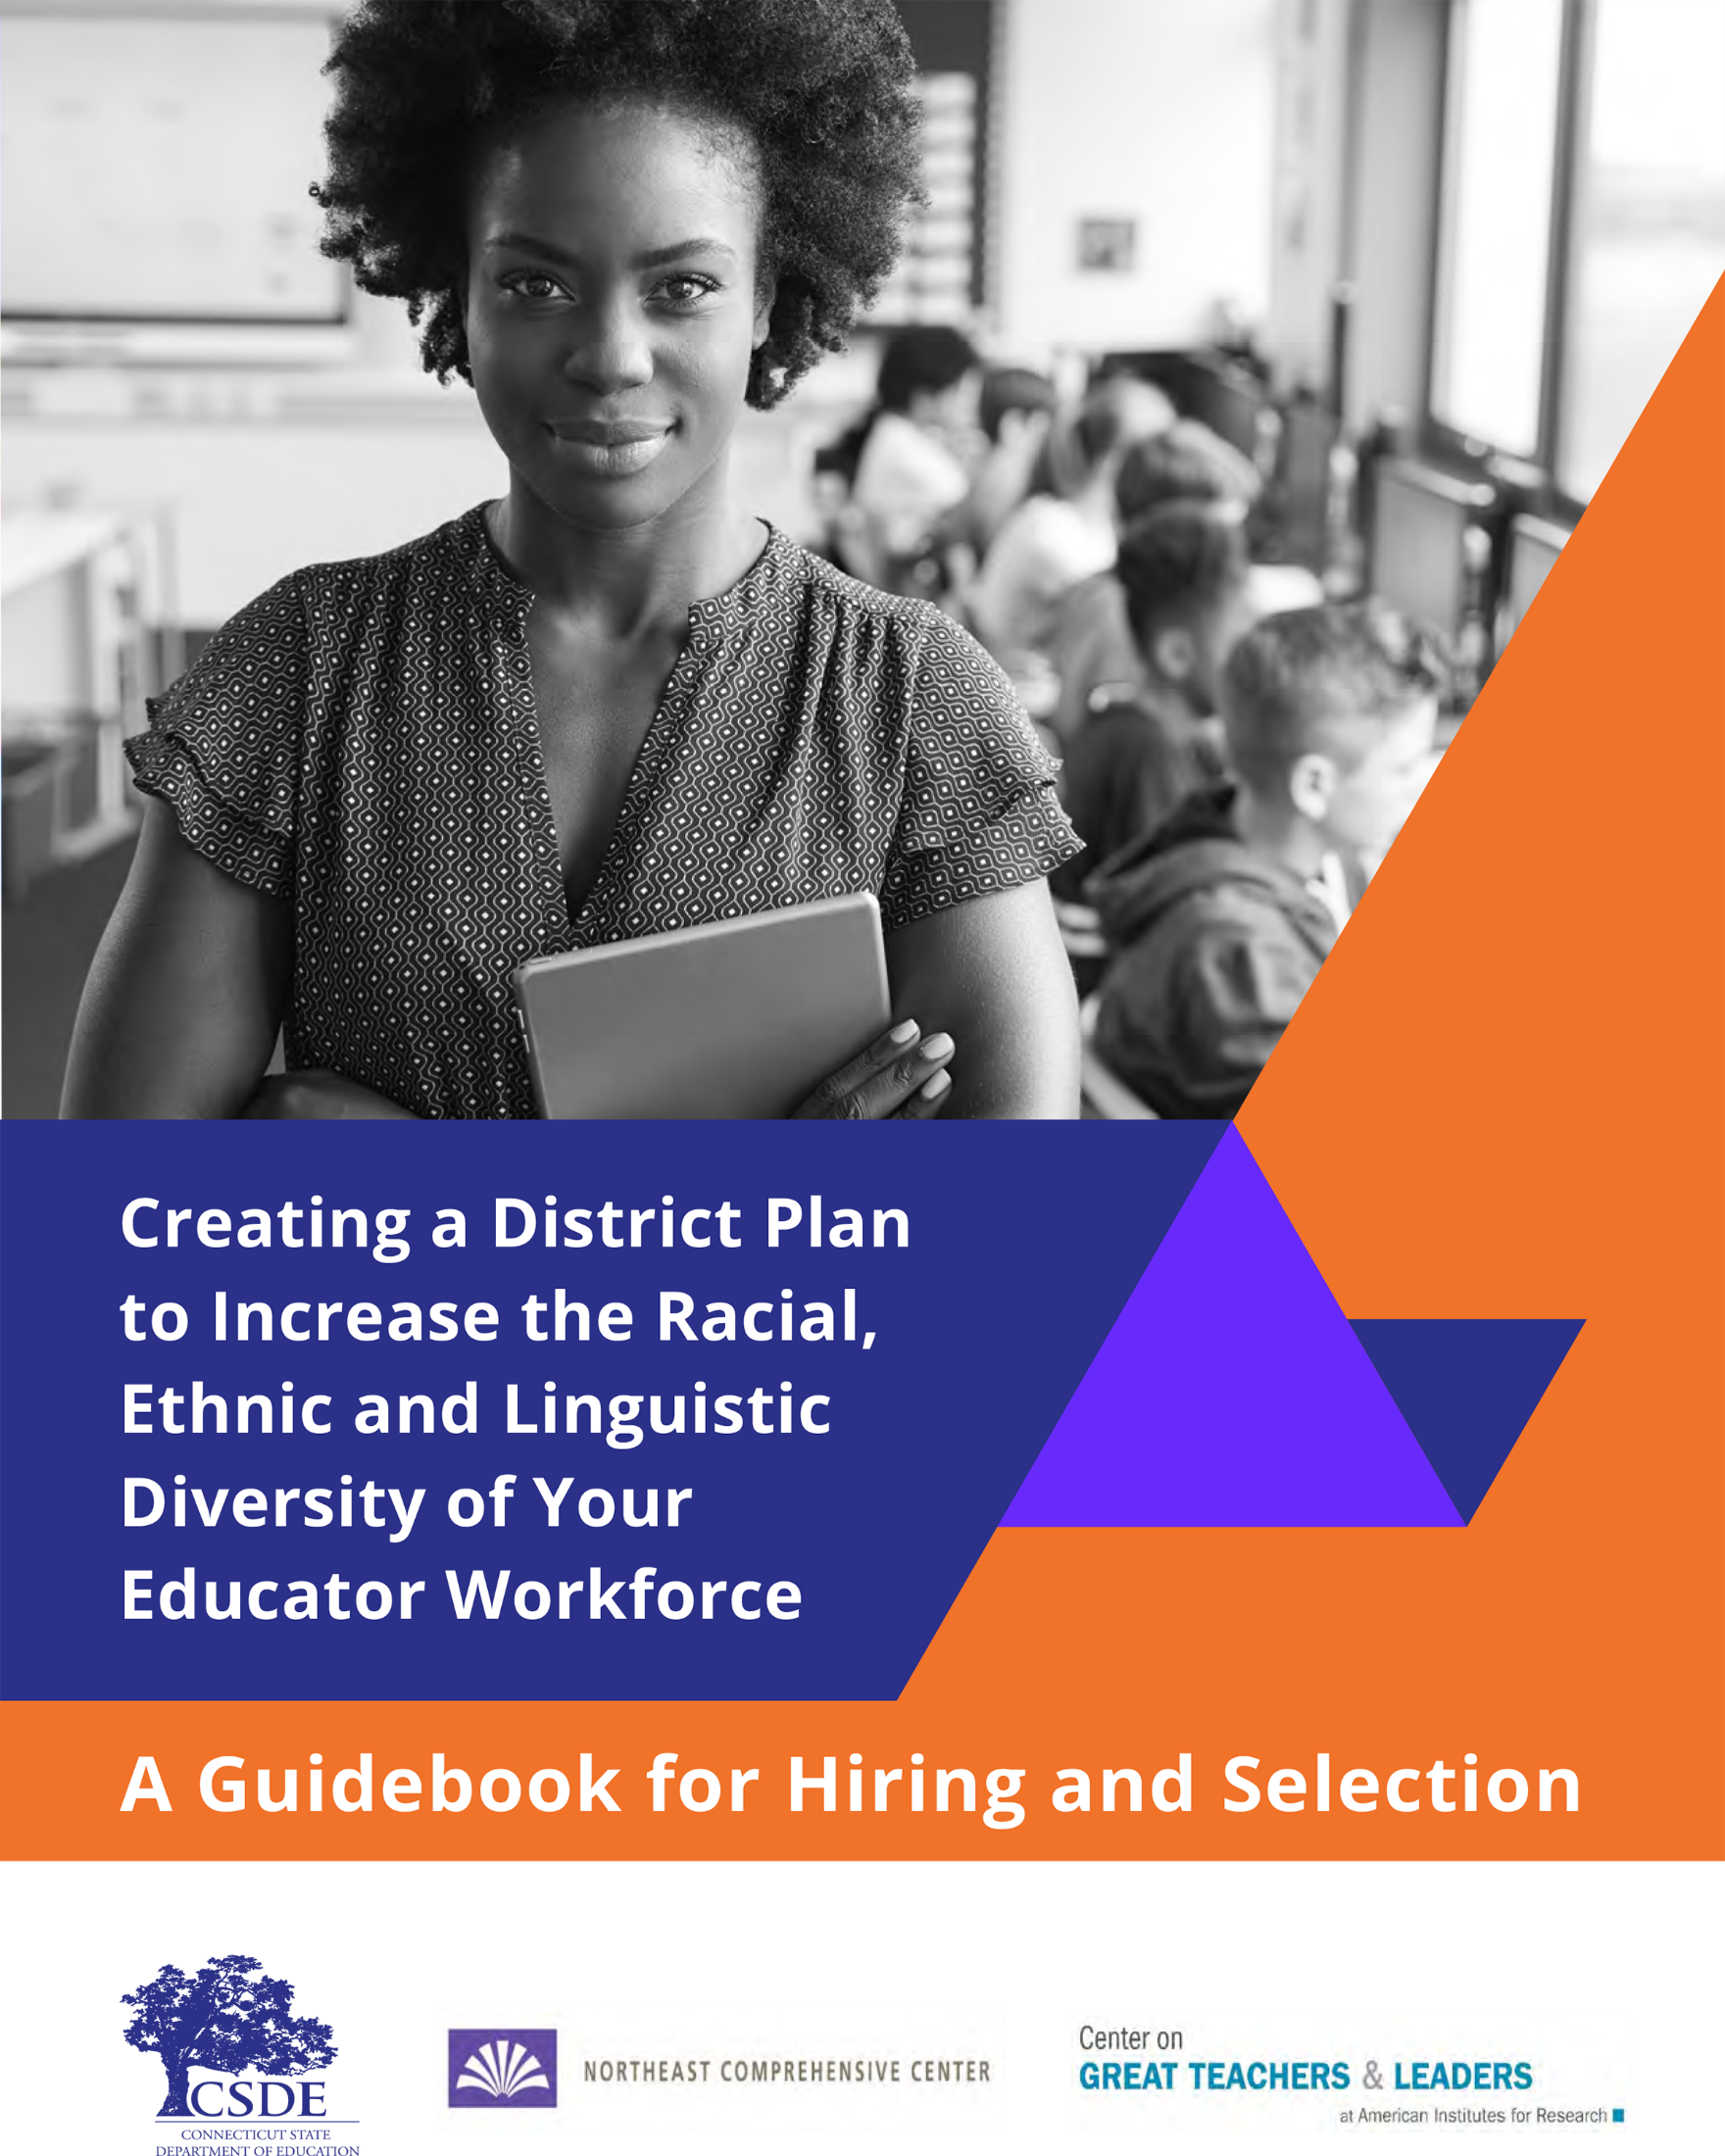 Creating a District Plan
to Increase the Racial,
Ethnic and Linguistic
Diversity of Your
Educator Workforce
A Guidebook for Hiring and Selection
CSDE
CONNECTICUT STATE
DEPARTMENT OF EDUCATION
NORTHEAST COMPREHENSIVE CENTER
Center on
GREAT TEACHERS & LEADERS
at American Institutes for Research